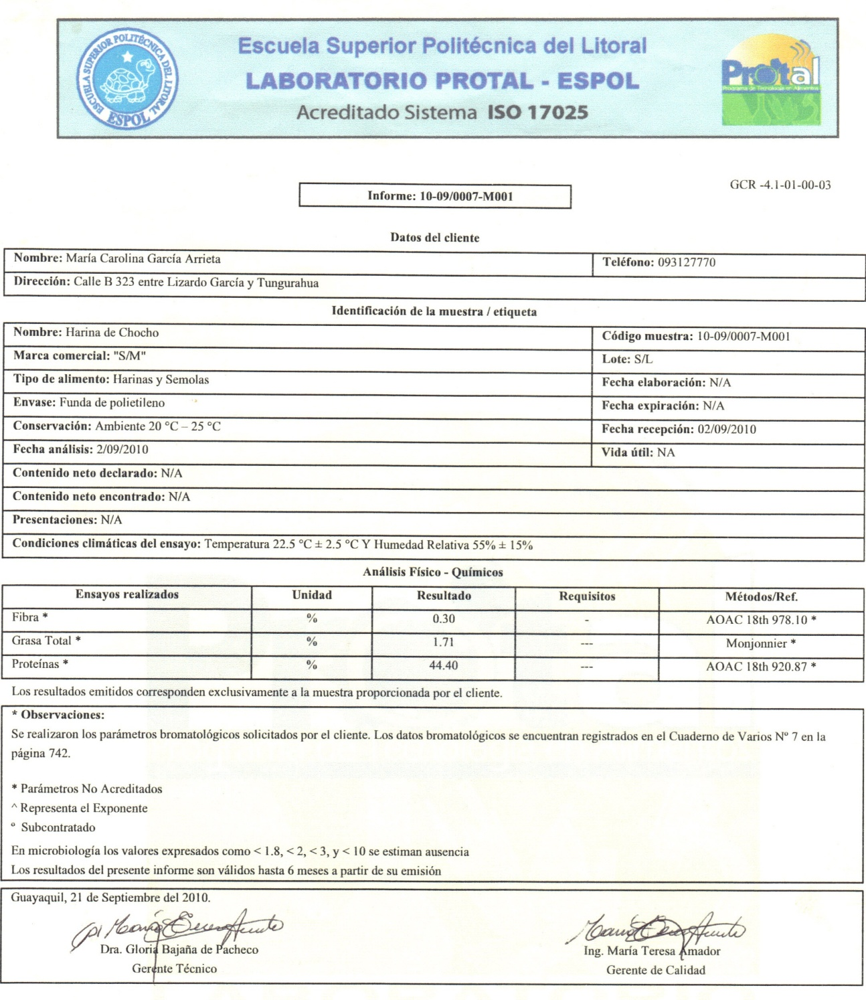 ESCUELA SUPERIOR POLITÉCNICA DEL LITORAL
ESPOL
Escuela Superior Politécnica del Litoral
LABORATORIO PROTAL - ESPOL
Acreditado Sistema ISO 17025
Protal
Programa de Tecnología en Alimentos
GCR -4.1-01-00-03
Informe: 10-09/0007-M001
Datos del cliente
Nombre: María Carolina García Arrieta
Teléfono: 093127770
Dirección: Calle B 323 entre Lizardo García y Tungurahua
Identificación de la muestra / etiqueta
Nombre: Harina de Chocho
Código muestra: 10-09/0007-M001
Marca comercial: "S/M"
Lote: S/L
Tipo de alimento: Harinas y Semolas
Fecha elaboración: N/A
Envase: Funda de polietileno
Fecha expiración: N/A
Conservación: Ambiente 20 °C – 25 °C
Fecha recepción: 02/09/2010
Fecha análisis: 2/09/2010
Vida útil: NA
Contenido neto declarado: N/A
Contenido neto encontrado: N/A
Presentaciones: N/A
Condiciones climáticas del ensayo: Temperatura 22.5 °C ± 2.5 °C Y Humedad Relativa 55% ± 15%
Análisis Físico - Químicos
Ensayos realizados Unidad Resultado Requisitos Métodos/Ref.
Fibra * % 0.30 - AOAC 18th 978.10 *
Grasa Total * % 1.71 --- Monjonnier *
Proteínas * % 44.40 --- AOAC 18th 920.87 *
Los resultados emitidos corresponden exclusivamente a la muestra proporcionada por el cliente.
* Observaciones:
Se realizaron los parámetros bromatológicos solicitados por el cliente. Los datos bromatológicos se encuentran registrados en el Cuaderno de Varios Nº 7 en la
página 742.
* Parámetros No Acreditados
^ Representa el Exponente
º Subcontratado
En microbiología los valores expresados como < 1.8, < 2, < 3, y < 10 se estiman ausencia
Los resultados del presente informe son válidos hasta 6 meses a partir de su emisión
Guayaquil, 21 de Septiembre del 2010.
Dra. Gloria Bajaña de Pacheco
Gerente Técnico
Ing. María Teresa Amador
Gerente de Calidad